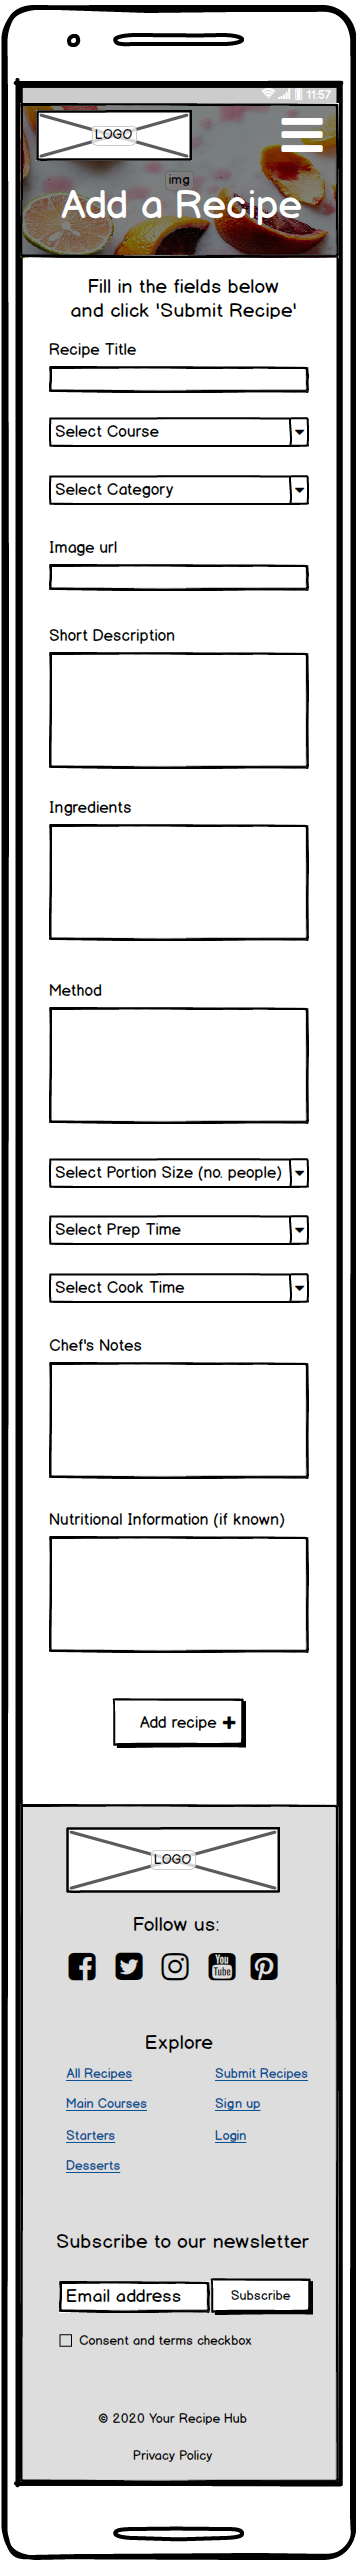 11:57
LOGO
img
Add a Recipe
Fill in the fields below
and click 'Submit Recipe'
Recipe Title
Select Course
Select Category
Image url
Short Description
Ingredients
Method
Select Portion Size (no. people)
Select Prep Time
Select Cook Time
Chef's Notes
Nutritional Information (if known)
Add recipe +
LOGO
Follow us:
You
Tube
Explore
All Recipes
Submit Recipes
Main Courses
Sign up
Starters
Login
Desserts
Subscribe to our newsletter
Email address
Subscribe
Consent and terms checkbox
© 2020 Your Recipe Hub
Privacy Policy